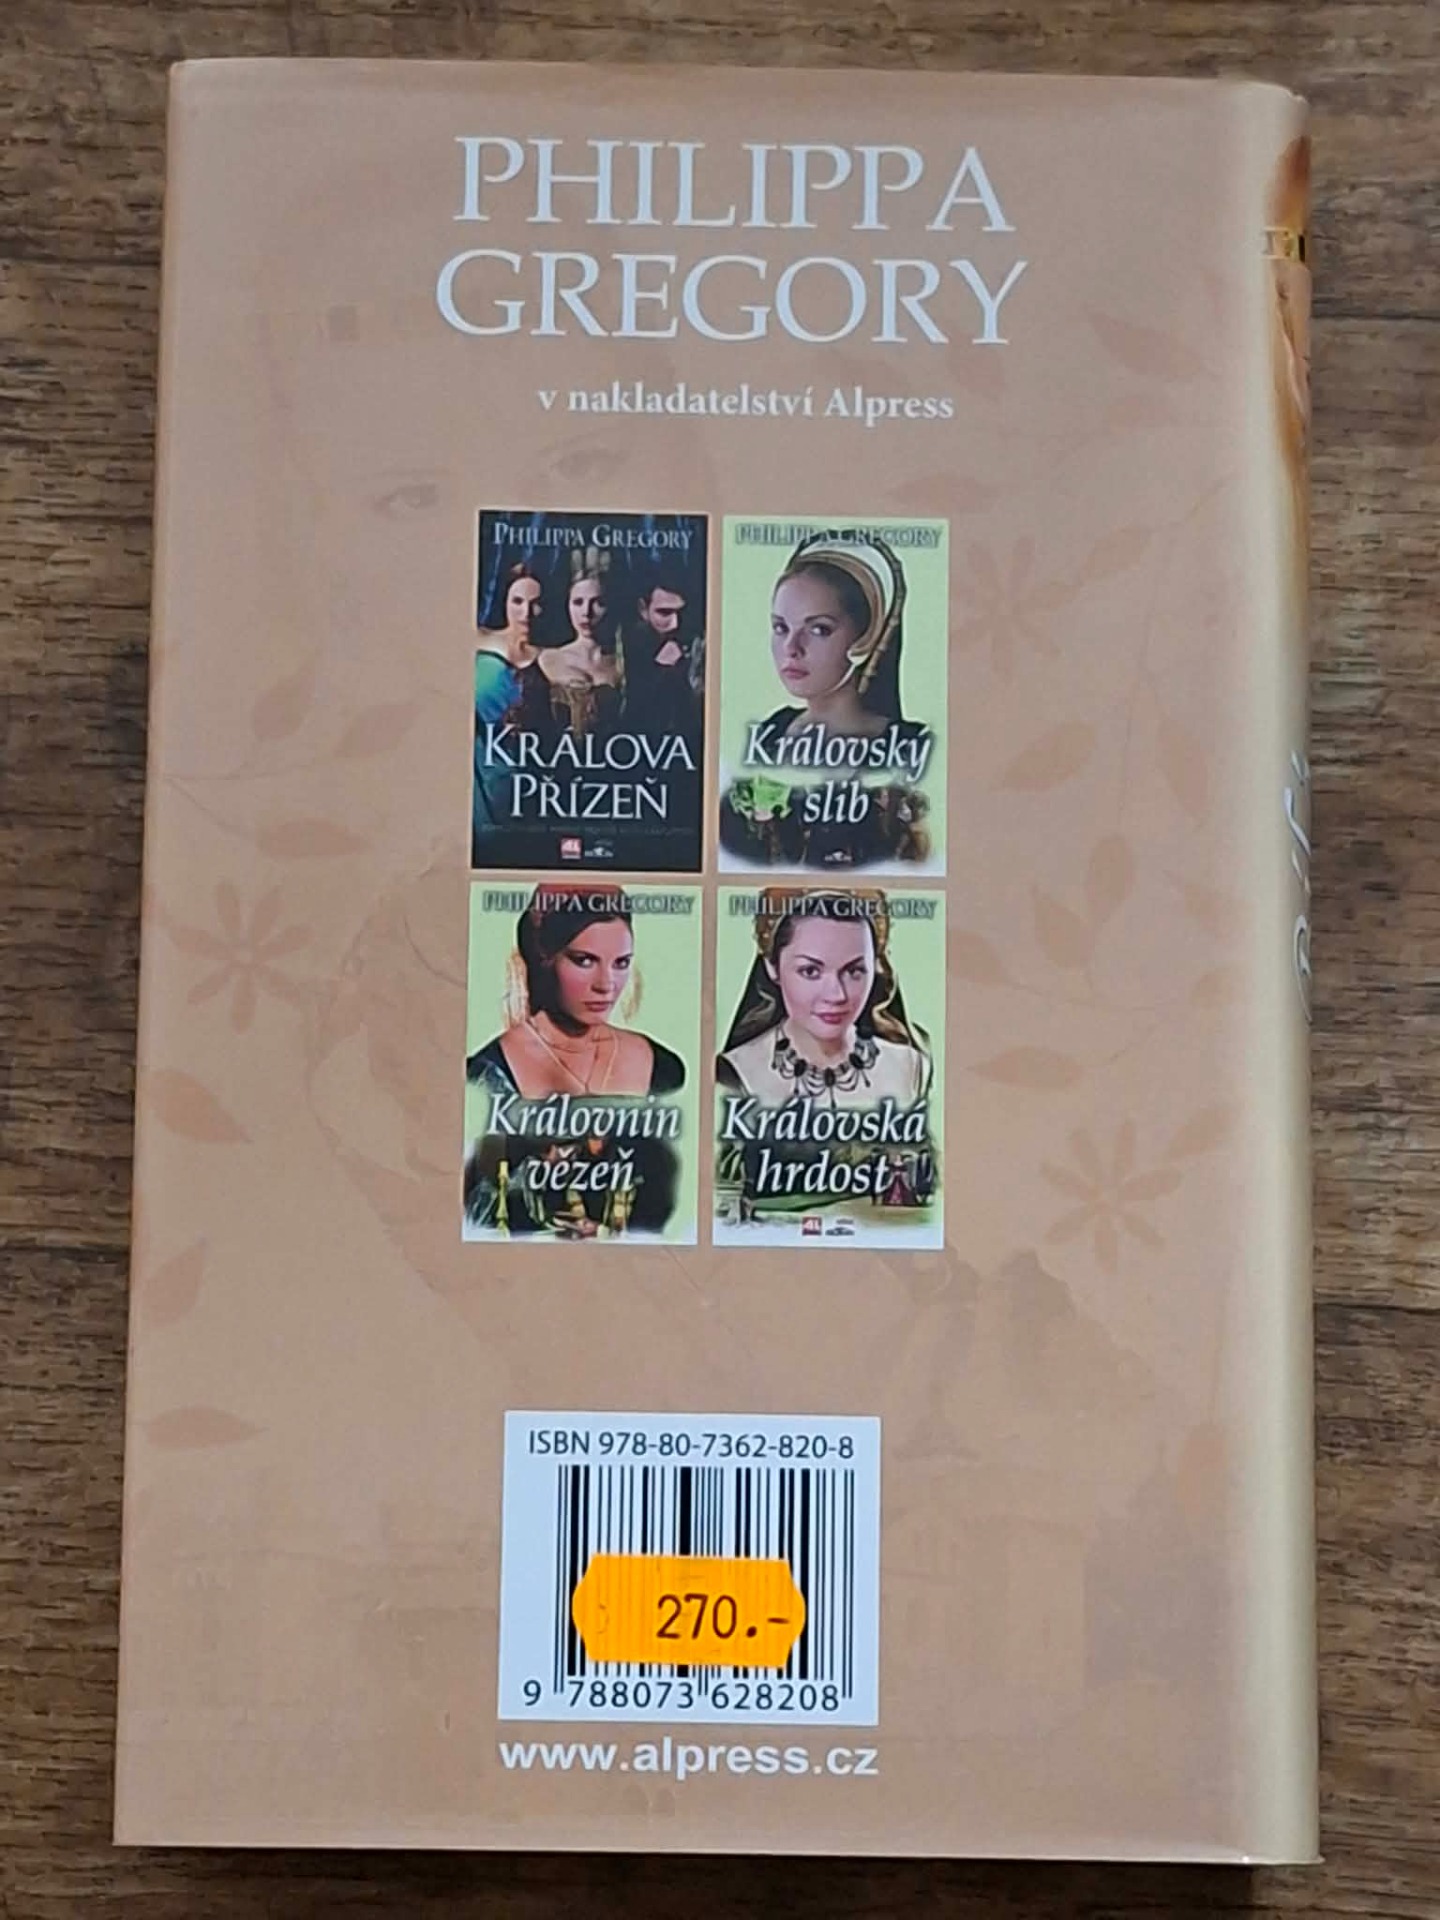 PHILIPPA
GREGORY
v nakladatelství Alpress
PHILIPPA GREGORY
KRÁLOVA
PŘÍZEŇ
PHILIPPA GREGORY
Královský
slib
PHILIPPA GREGORY
Královnin
vězeň
PHILIPPA GREGORY
Královská
hrdost
ISBN 978-80-7362-820-8
270.-
9 788073 628208
www.alpress.cz